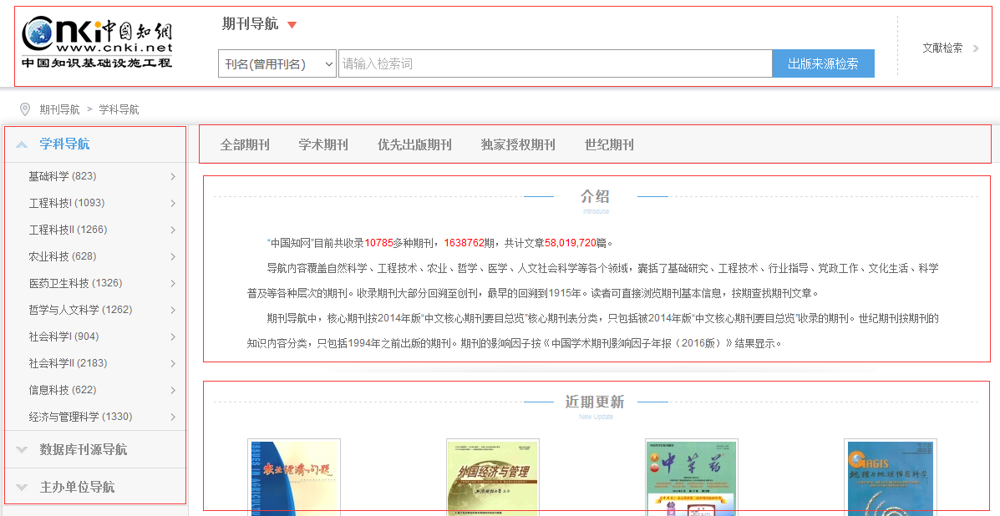 Cnki中国知網
www.cnki.net
中国知识基础设施工程
期刊导航
刊名(曾用刊名)
请输入检索词
出版来源检索
文献检索
期刊导航 > 学科导航
学科导航
基础科学 (823)
工程科技I (1093)
工程科技II (1266)
农业科技 (628)
医药卫生科技 (1326)
哲学与人文科学 (1262)
社会科学I (904)
社会科学II (2183)
信息科技 (622)
经济与管理科学 (1330)
数据库刊源导航
主办单位导航
全部期刊 学术期刊 优先出版期刊 独家授权期刊 世纪期刊
介绍
Introduce
“中国知网”目前共收录10785多种期刊，1638762期，共计文章58,019,720篇。
导航内容覆盖自然科学、工程技术、农业、哲学、医学、人文社会科学等各个领域，囊括了基础研究、工程技术、行业指导、党政工作、文化生活、科学
普及等各种层次的期刊。收录期刊大部分回溯至创刊，最早的回溯到1915年。读者可直接浏览期刊基本信息，按期查找期刊文章。
期刊导航中，核心期刊按2014年版“中文核心期刊要目总览”核心期刊表分类，只包括被2014年版“中文核心期刊要目总览”收录的期刊。世纪期刊按期刊的
知识内容分类，只包括1994年之前出版的期刊。期刊的影响因子按《中国学术期刊影响因子年报（2016版）》结果显示。
近期更新
New Update
农业经济问题
ISSUES IN AGRICULT
外国经济与管理
中草药
GAGIS
地理与地理信息科学